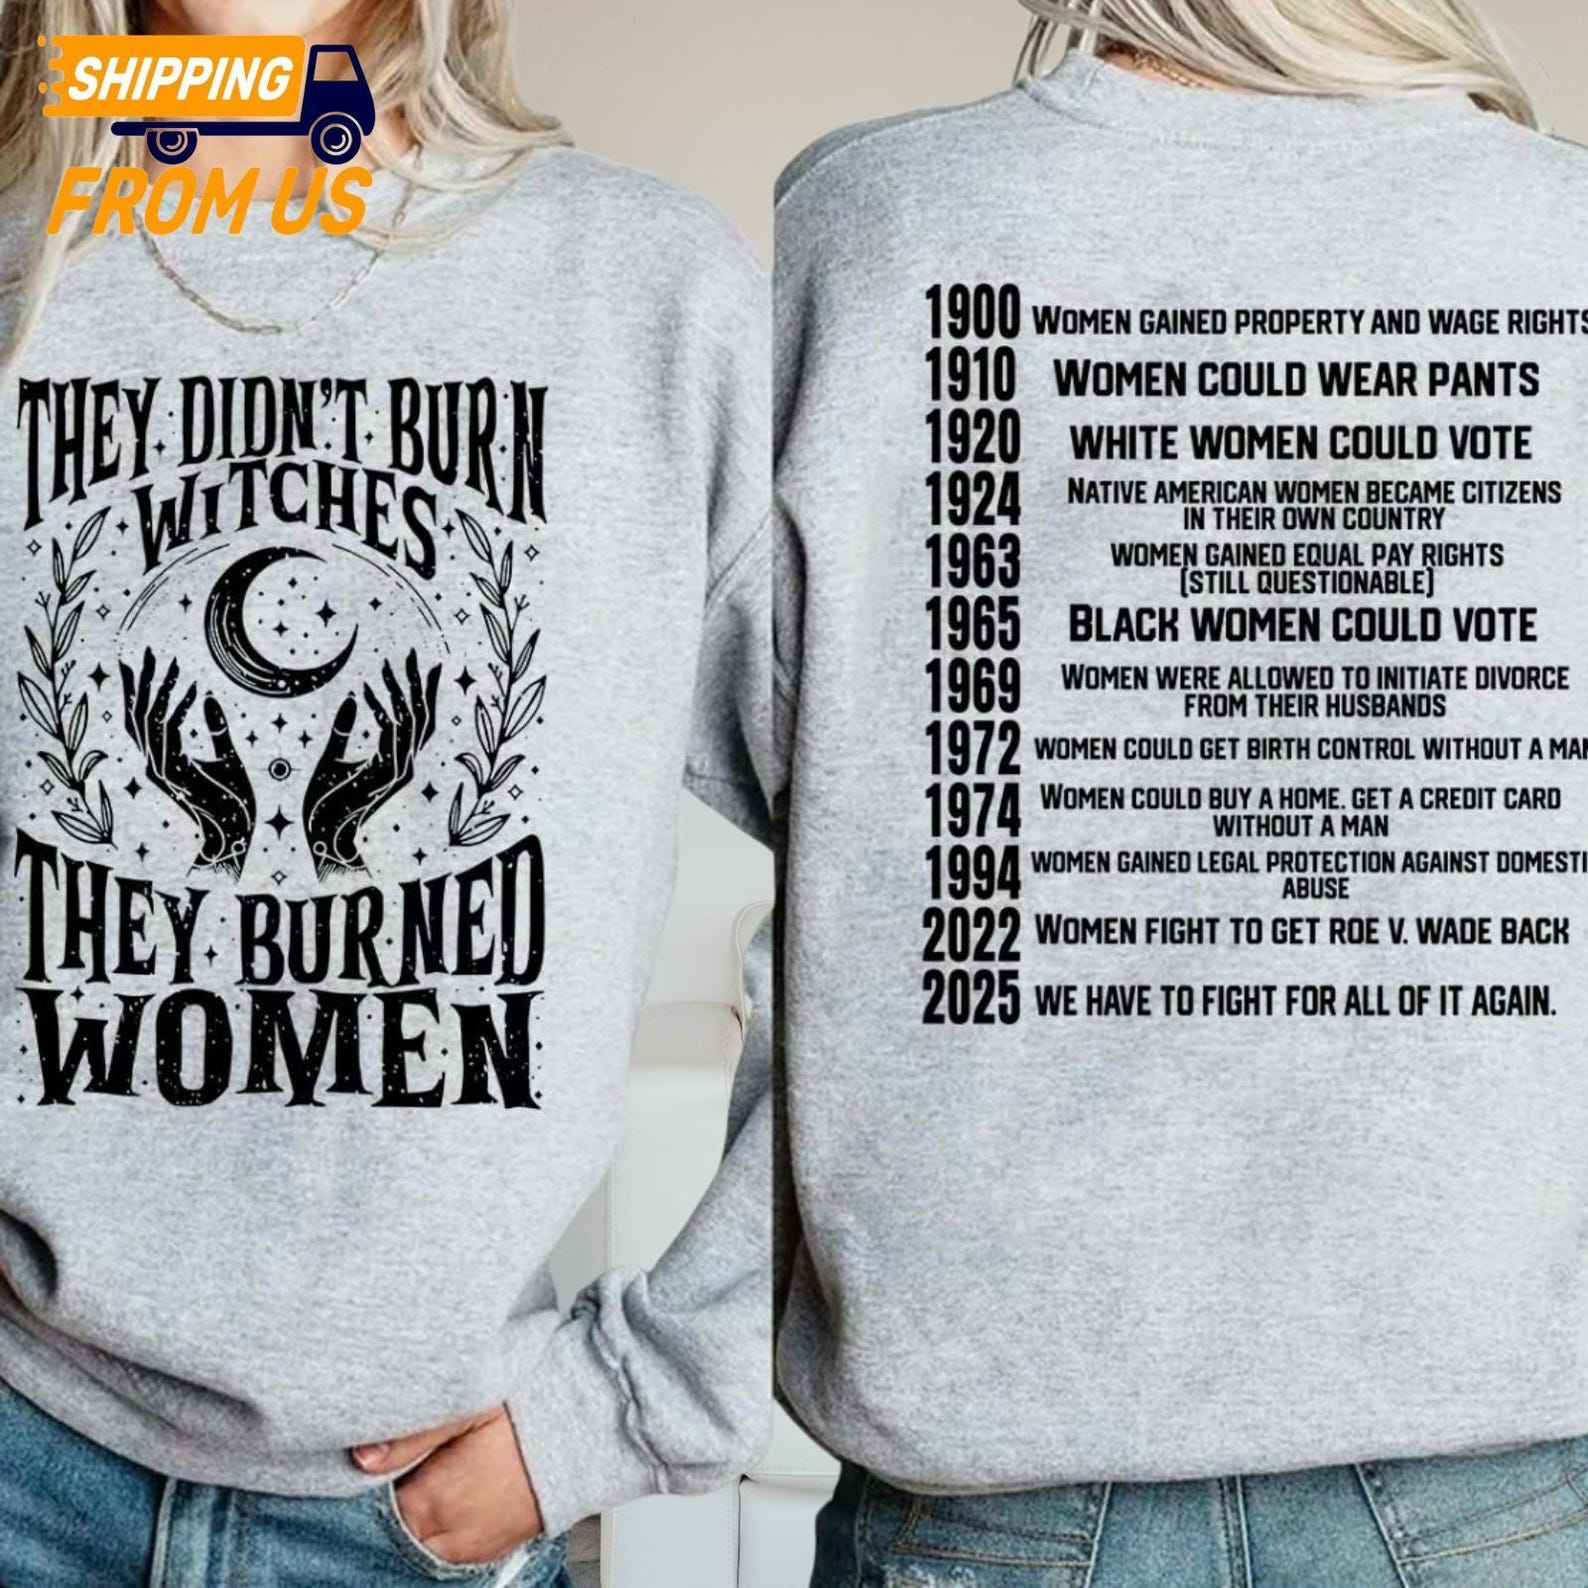 SHIPPING
FROM US
THEY DIDN'T BURN
WITCHES
THEY BURNED
WOMEN
1900 WOMEN GAINED PROPERTY AND WAGE RIGHTS
1910 WOMEN COULD WEAR PANTS
1920 WHITE WOMEN COULD VOTE
1924 NATIVE AMERICAN WOMEN BECAME CITIZENS
IN THEIR OWN COUNTRY
1963 WOMEN GAINED EQUAL PAY RIGHTS
(STILL QUESTIONABLE)
1965 BLACK WOMEN COULD VOTE
1969 WOMEN WERE ALLOWED TO INITIATE DIVORCE
FROM THEIR HUSBANDS
1972 WOMEN COULD GET BIRTH CONTROL WITHOUT A MAN
1974 WOMEN COULD BUY A HOME. GET A CREDIT CARD
WITHOUT A MAN
1994 WOMEN GAINED LEGAL PROTECTION AGAINST DOMESTI
ABUSE
2022 WOMEN FIGHT TO GET ROE V. WADE BACK
2025 WE HAVE TO FIGHT FOR ALL OF IT AGAIN.